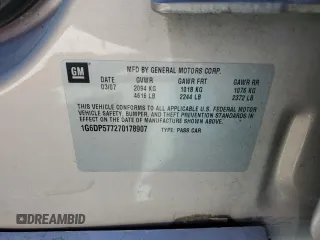 GM
MFD BY GENERAL MOTORS CORP.
DATE GVWR GAWR FRT GAWR RR
03/07 2094 KG 1018 KG 1076 KG
4616 LB 2244 LB 2372 LB
THIS VEHICLE CONFORMS TO ALL APPLICABLE U.S. FEDERAL MOTOR
VEHICLE SAFETY, BUMPER, AND THEFT PREVENTION STANDARDS IN
EFFECT ON THE DATE OF MANUFACTURE SHOWN ABOVE.
1G6DP577270178907 TYPE: PASS CAR
DREAMBID